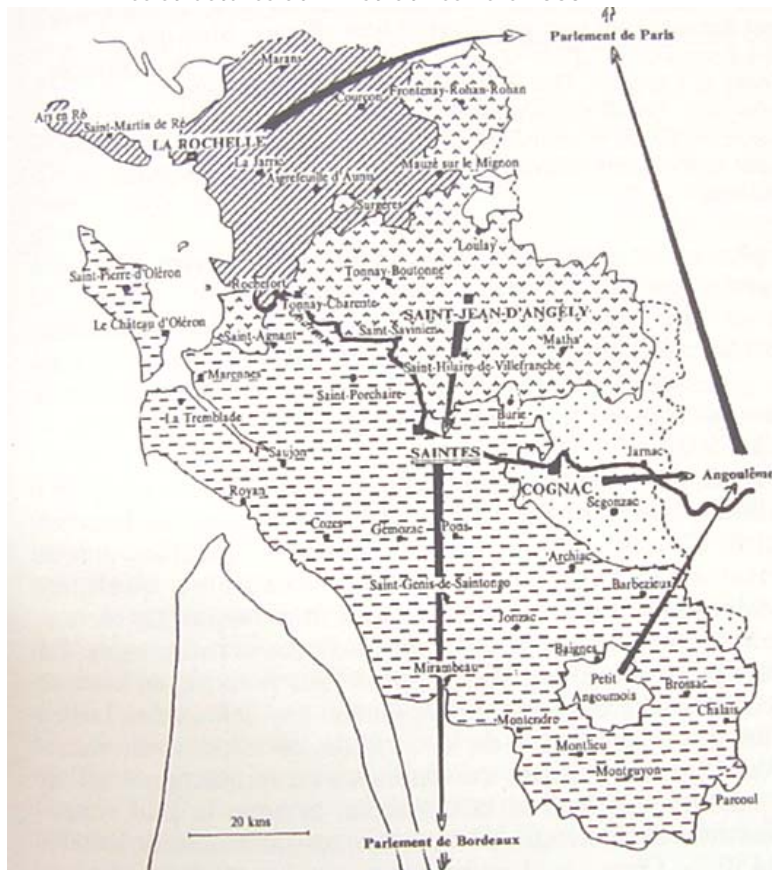 Parlement de Paris
Marans
Frontenay-Rohan-Rohan
Courçon
Ars en Ré
Saint-Martin de Ré
LA ROCHELLE
La Jarrie
Aigrefeuille d'Aunis
Mauzé sur le Mignon
Surgères
Loulay
Saint-Pierre-d'Oléron
Tonnay-Boutonne
Rochefort
Tonnay-Charente
SAINT-JEAN-D'ANGELY
Le Château d'Oléron
Saint-Agnant
Saint-Savinien
Matha
Saint-Hilaire-de-Villefranche
Marennes
Saint-Porchaire
La Tremblade
Burie
Saujon
SAINTES
Jarnac
COGNAC
Angoulême
Royan
Segonzac
Cozes
Gémozac
Pons
Archiac
Saint-Genis-de-Saintonge
Barbezieux
Jonzac
Baignes
Mirambeau
Petit
Angoumois
Brossac
Chalais
Montendre
Montlieu
Montguyon
Parcoul
20 kms
Parlement de Bordeaux